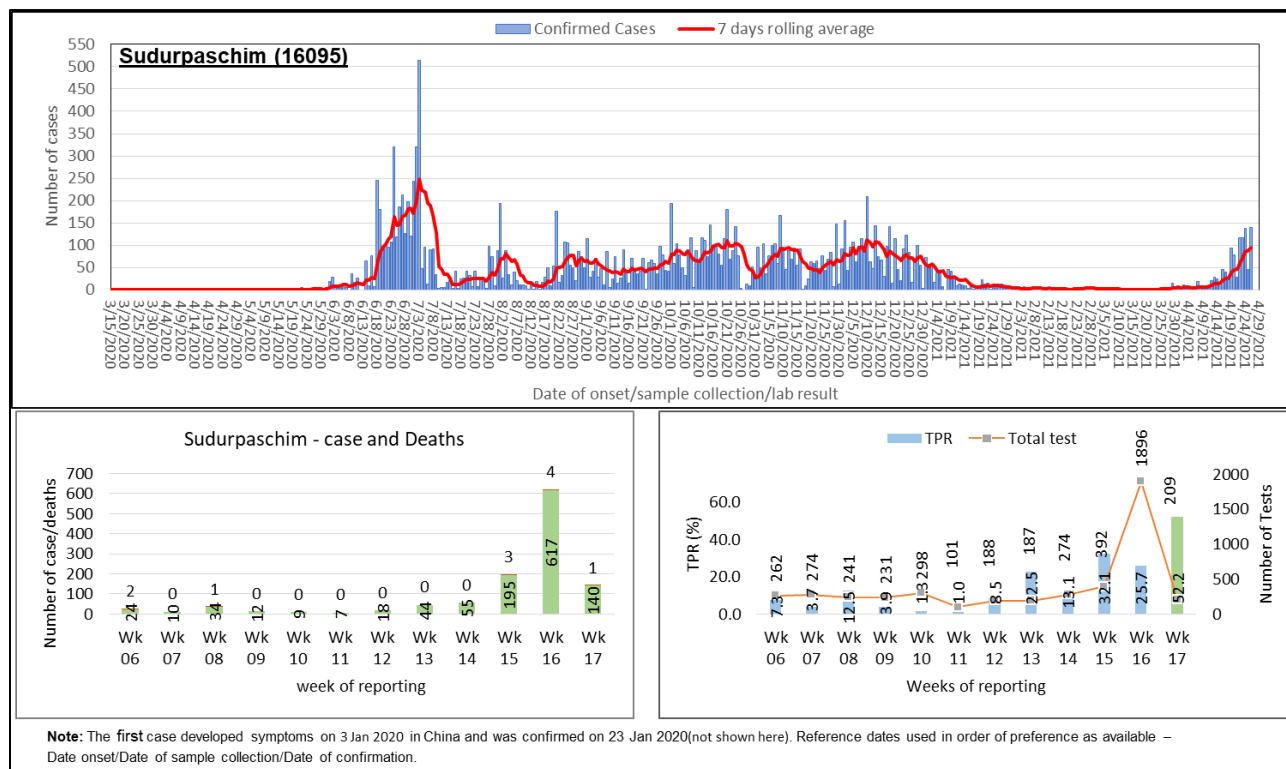 Confirmed Cases 7 days rolling average
Sudurpaschim (16095)
Number of cases
550
500
450
400
350
300
250
200
150
100
50
0
3/15/2020 3/20/2020 3/25/2020 3/30/2020 4/4/2020 4/9/2020 4/14/2020 4/19/2020 4/24/2020 4/29/2020 5/4/2020 5/9/2020 5/14/2020 5/19/2020 5/24/2020 5/29/2020 6/3/2020 6/8/2020 6/13/2020 6/18/2020 6/23/2020 6/28/2020 7/3/2020 7/8/2020 7/13/2020 7/18/2020 7/23/2020 7/28/2020 8/2/2020 8/7/2020 8/12/2020 8/17/2020 8/22/2020 8/27/2020 9/1/2020 9/6/2020 9/11/2020 9/16/2020 9/21/2020 9/26/2020 10/1/2020 10/6/2020 10/11/2020 10/16/2020 10/21/2020 10/26/2020 10/31/2020 11/5/2020 11/10/2020 11/15/2020 11/20/2020 11/25/2020 11/30/2020 12/5/2020 12/10/2020 12/15/2020 12/20/2020 12/25/2020 12/30/2020 1/4/2021 1/9/2021 1/14/2021 1/19/2021 1/24/2021 1/29/2021 2/3/2021 2/8/2021 2/13/2021 2/18/2021 2/23/2021 2/28/2021 3/5/2021 3/10/2021 3/15/2021 3/20/2021 3/25/2021 3/30/2021 4/4/2021 4/9/2021 4/14/2021 4/19/2021 4/24/2021 4/29/2021
Date of onset/sample collection/lab result
Sudurpaschim - case and Deaths
Number of case/deaths
700
600
500
400
300
200
100
0
2 0 1 0 0 0 0 0 0 3 4 1
24 10 34 12 9 7 18 44 55 195 617 140
Wk Wk Wk Wk Wk Wk Wk Wk Wk Wk Wk Wk
06 07 08 09 10 11 12 13 14 15 16 17
week of reporting
TPR Total test
TPR (%)
60.0
40.0
20.0
0.0
262 274 241 231 298 101 188 187 274 392 1896 209
7.3 3.7 12.5 3.9 1.3 1.0 8.5 22.5 13.1 32.1 25.7 52.2
2000
1500
1000
500
0
Number of Tests
Wk Wk Wk Wk Wk Wk Wk Wk Wk Wk Wk Wk
06 07 08 09 10 11 12 13 14 15 16 17
Weeks of reporting
Note: The first case developed symptoms on 3 Jan 2020 in China and was confirmed on 23 Jan 2020(not shown here). Reference dates used in order of preference as available –
Date onset/Date of sample collection/Date of confirmation.